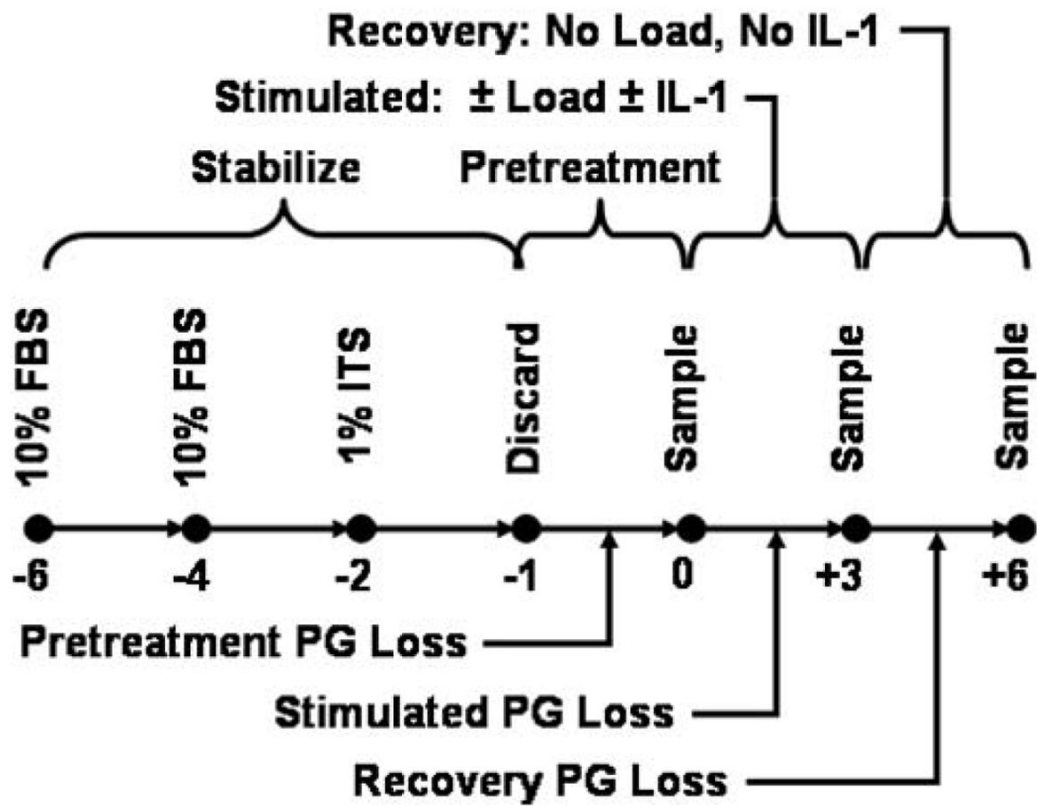 Recovery: No Load, No IL-1
Stimulated: ± Load ± IL-1
Stabilize
Pretreatment
10% FBS
10% FBS
1% ITS
Discard
Sample
Sample
Sample
-6
-4
-2
-1
0
+3
+6
Pretreatment PG Loss
Stimulated PG Loss
Recovery PG Loss